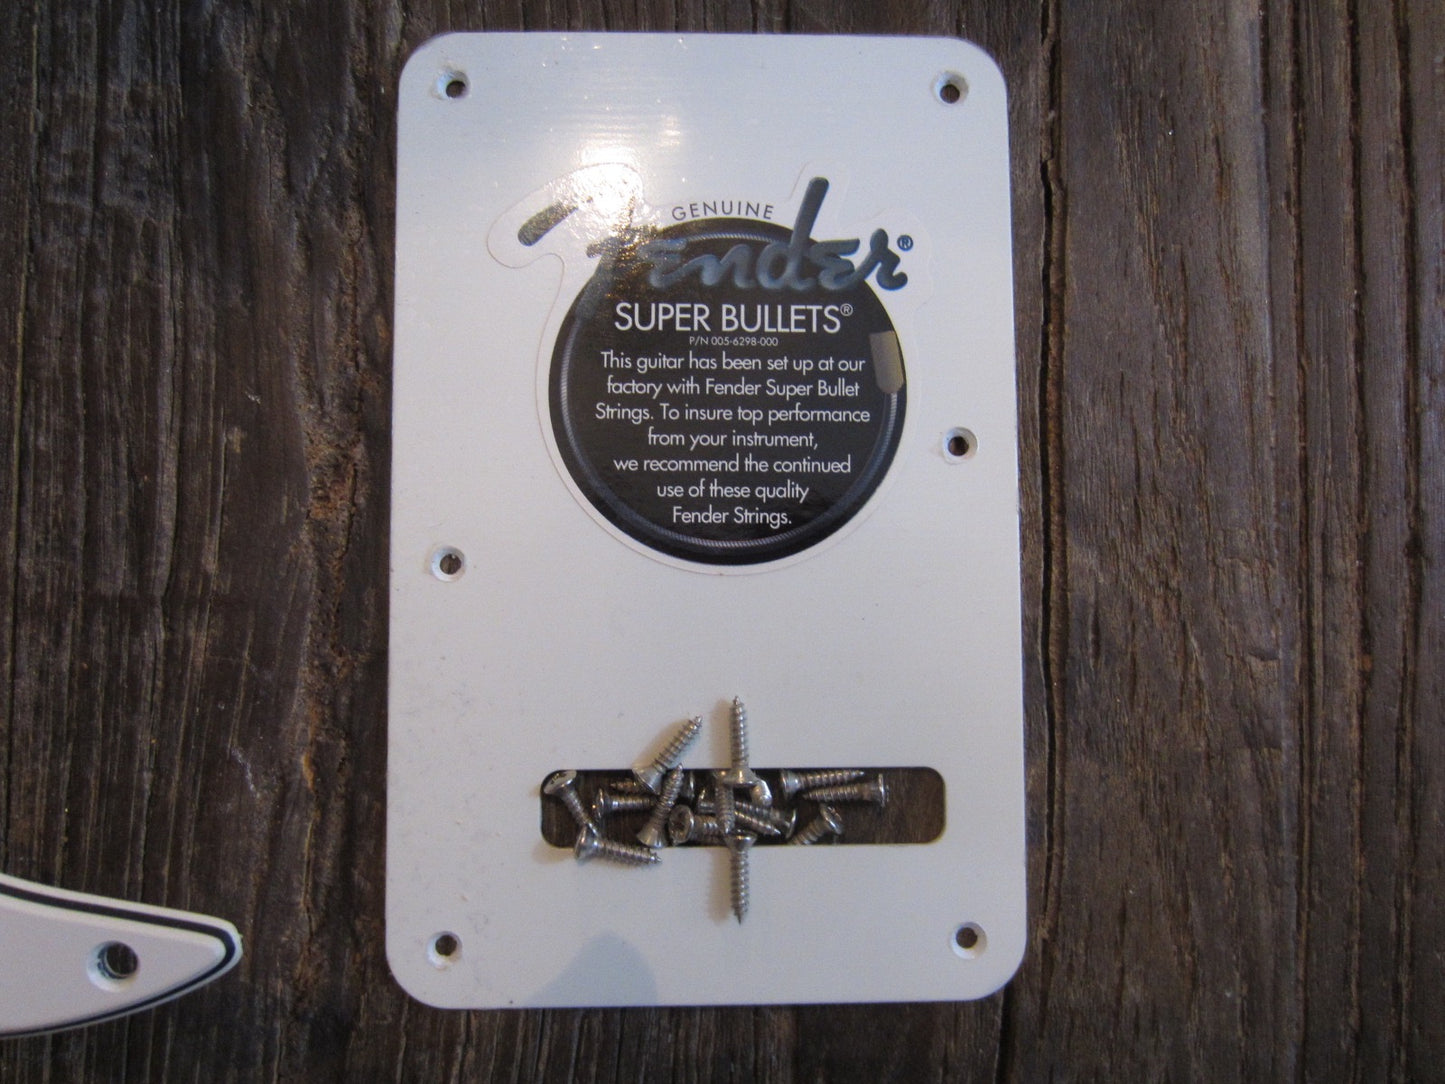 GENUINE
Fender®
SUPER BULLETS®
P/N 005-6298-000
This guitar has been set up at our
factory with Fender Super Bullet
Strings. To insure top performance
from your instrument,
we recommend the continued
use of these quality
Fender Strings.